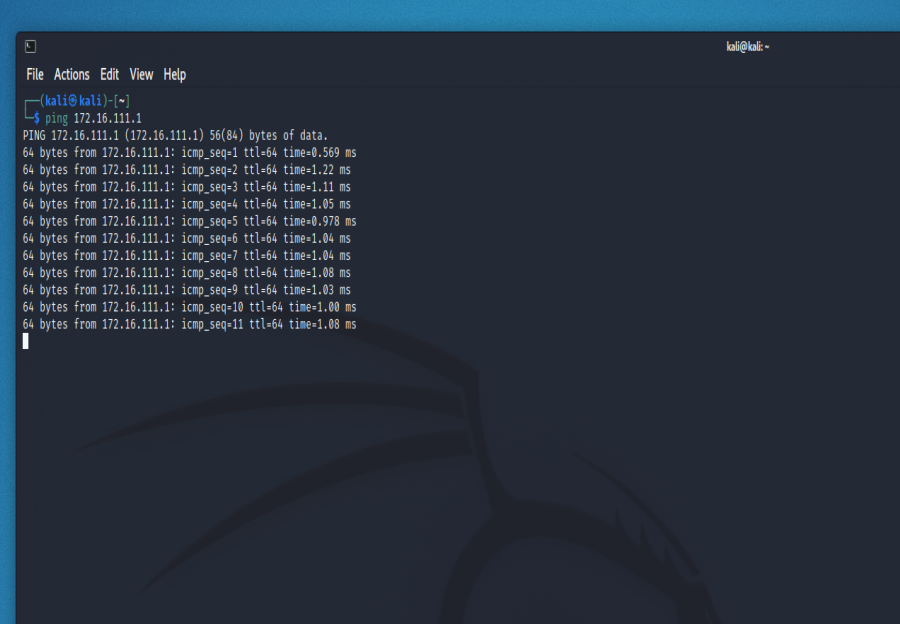 kali@kali: ~
File Actions Edit View Help
┌──(kali㉿kali)-[~]
└─$ ping 172.16.111.1
PING 172.16.111.1 (172.16.111.1) 56(84) bytes of data.
64 bytes from 172.16.111.1: icmp_seq=1 ttl=64 time=0.569 ms
64 bytes from 172.16.111.1: icmp_seq=2 ttl=64 time=1.22 ms
64 bytes from 172.16.111.1: icmp_seq=3 ttl=64 time=1.11 ms
64 bytes from 172.16.111.1: icmp_seq=4 ttl=64 time=1.05 ms
64 bytes from 172.16.111.1: icmp_seq=5 ttl=64 time=0.978 ms
64 bytes from 172.16.111.1: icmp_seq=6 ttl=64 time=1.04 ms
64 bytes from 172.16.111.1: icmp_seq=7 ttl=64 time=1.04 ms
64 bytes from 172.16.111.1: icmp_seq=8 ttl=64 time=1.08 ms
64 bytes from 172.16.111.1: icmp_seq=9 ttl=64 time=1.03 ms
64 bytes from 172.16.111.1: icmp_seq=10 ttl=64 time=1.00 ms
64 bytes from 172.16.111.1: icmp_seq=11 ttl=64 time=1.08 ms